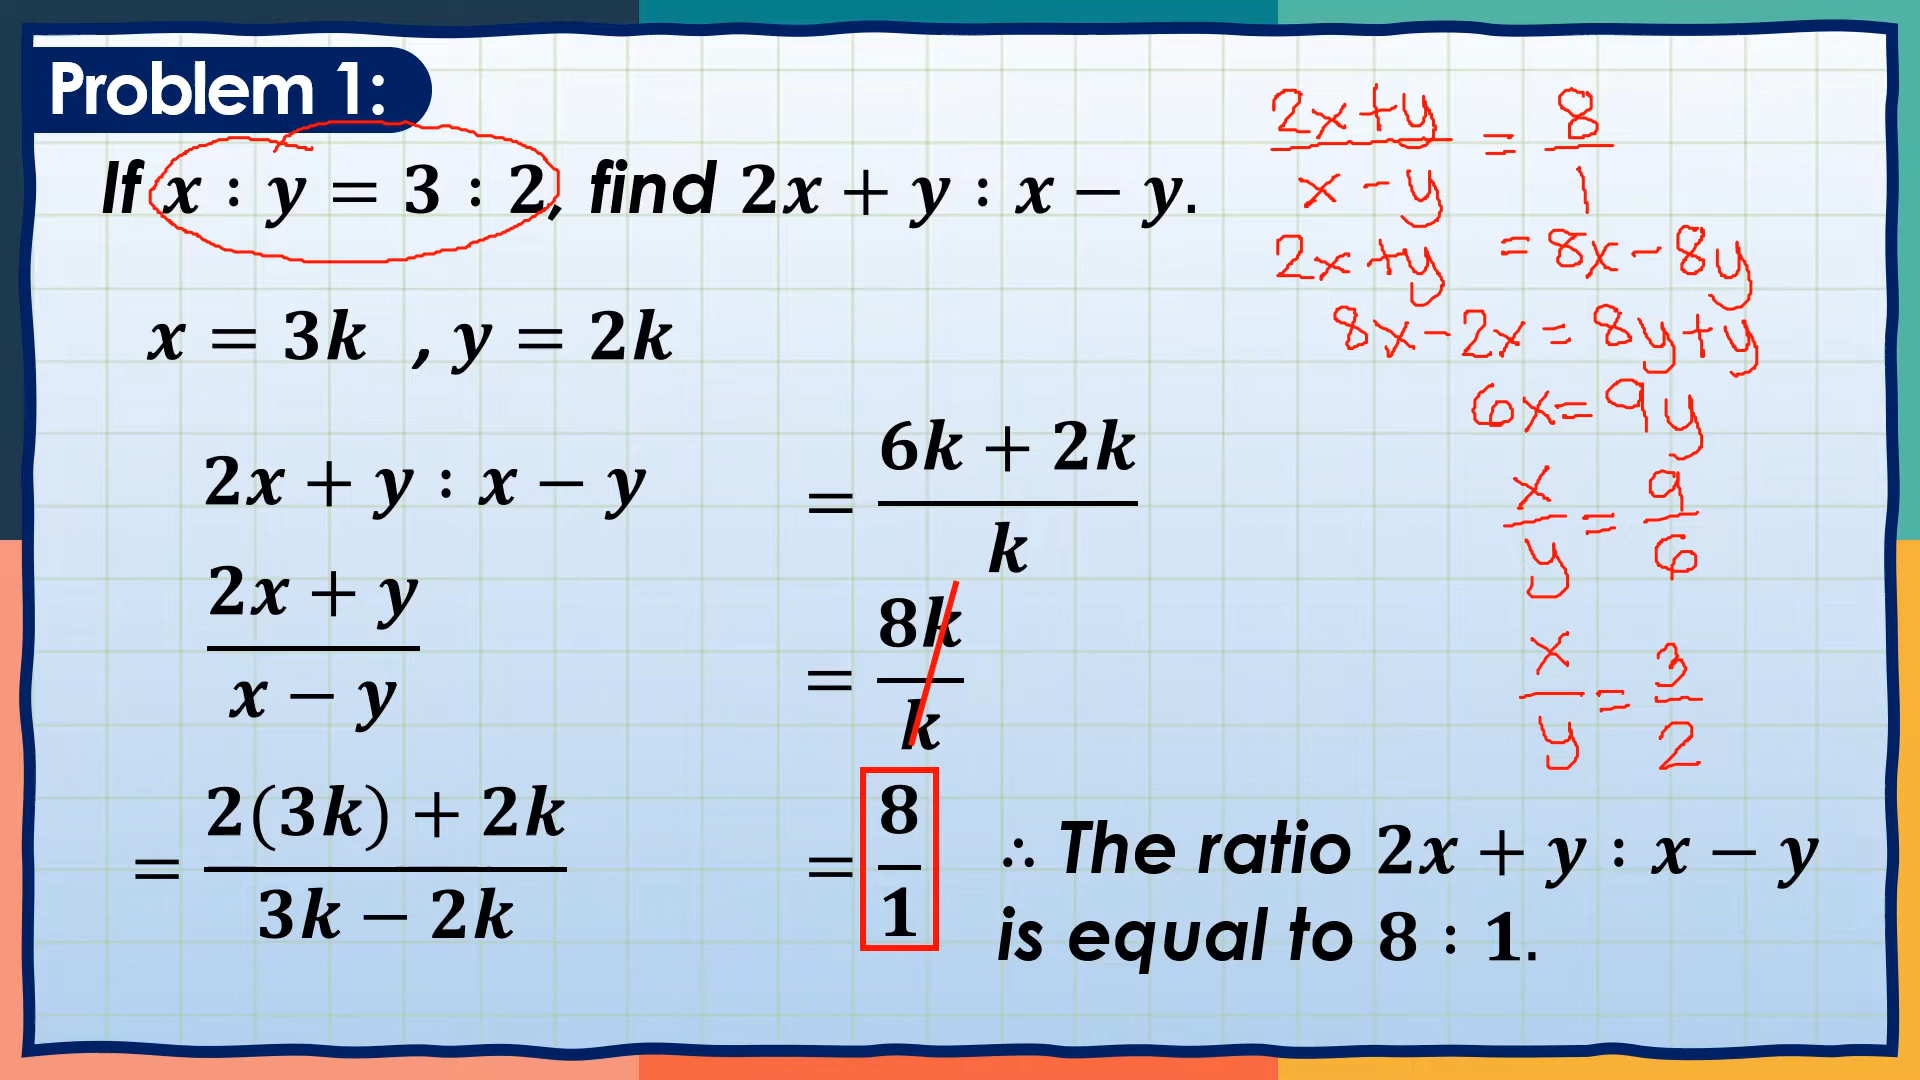 Problem 1:
If x : y = 3 : 2, find 2x + y : x − y.
x = 3k , y = 2k
2x + y : x − y
2x + y
x − y
= 2(3k) + 2k
3k − 2k
= 6k + 2k
k
= 8k
k
= 8
1
∴ The ratio 2x + y : x − y
is equal to 8 : 1.
2x + y = 8
x − y 1
2x + y = 8x − 8y
8x − 2x = 8y + y
6x = 9y
x = 9
y 6
x = 3
y 2